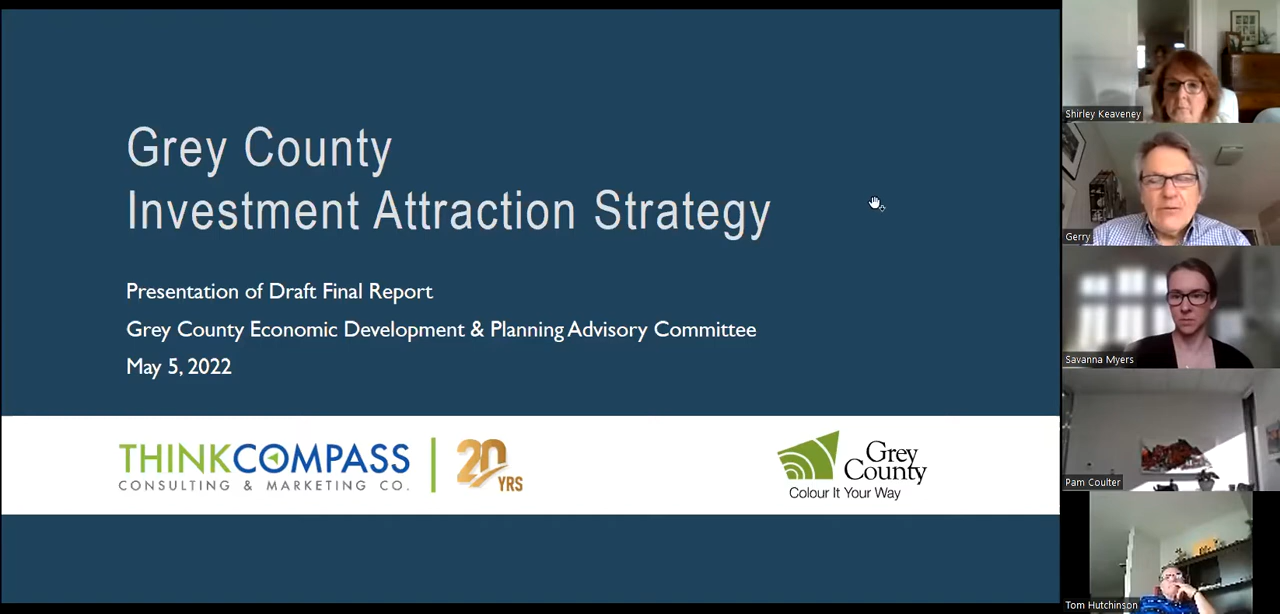 Grey County
Investment Attraction Strategy
Presentation of Draft Final Report
Grey County Economic Development & Planning Advisory Committee
May 5, 2022
THINKCOMPASS
CONSULTING & MARKETING CO.
20
YRS
Grey
County
Colour It Your Way
Shirley Keaveney
Gerry
Savanna Myers
Pam Coulter
Tom Hutchinson